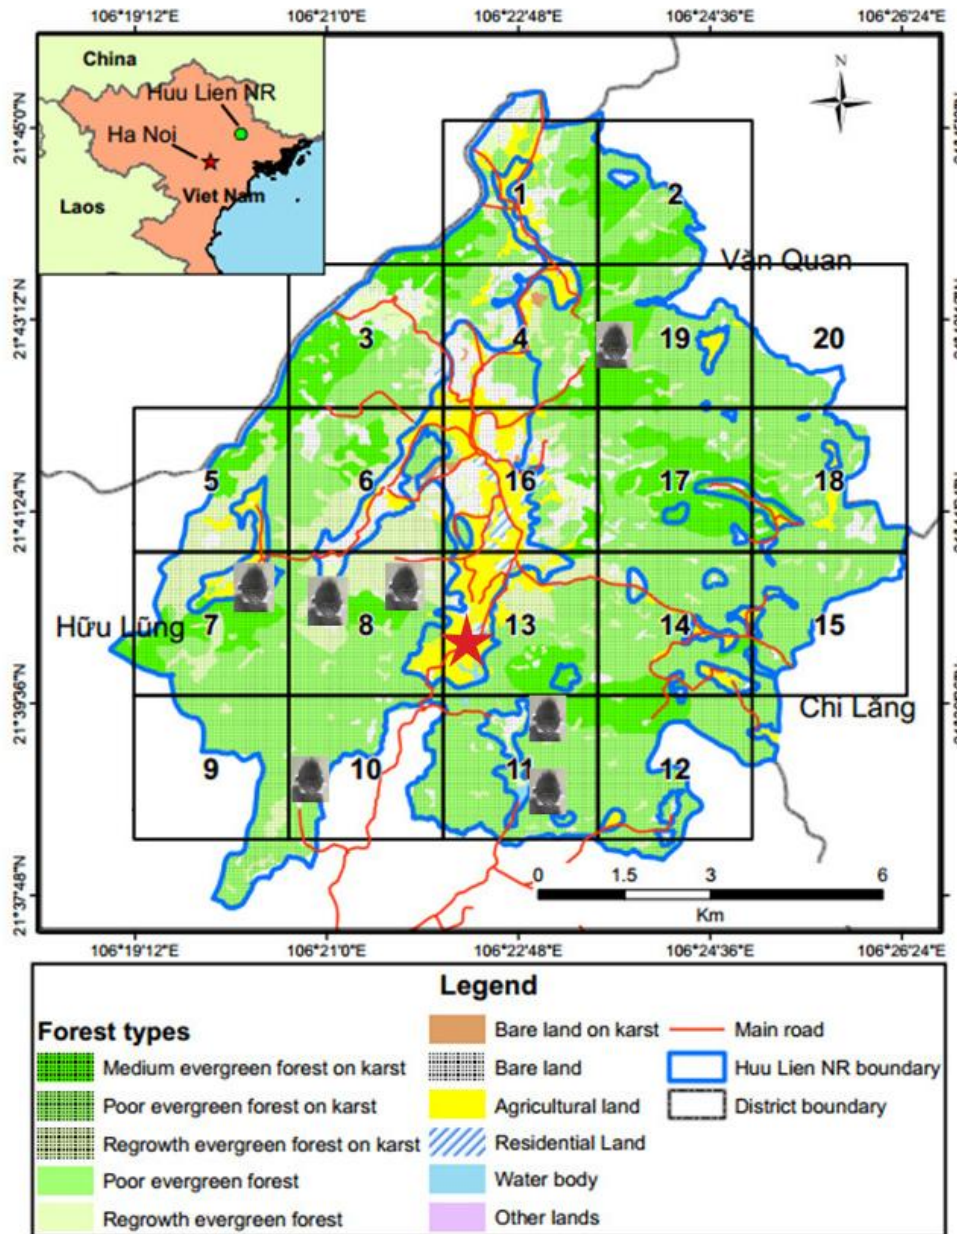 106°19'12"E 106°21'0"E 106°22'48"E 106°24'36"E 106°26'24"E
China
Huu Lien NR
Ha Noi
Viet Nam
Laos
N
21°45'0"N
1 2
Văn Quan
21°43'12"N
3 4 19 20
21°41'24"N
5 6 16 17 18
Hữu Lũng
7 8 13 14 15
21°39'36"N
Chi Lăng
9 10 11 12
21°37'48"N
0 1.5 3 6
Km
106°19'12"E 106°21'0"E 106°22'48"E 106°24'36"E 106°26'24"E
Legend
Forest types
Medium evergreen forest on karst
Poor evergreen forest on karst
Regrowth evergreen forest on karst
Poor evergreen forest
Regrowth evergreen forest
Bare land on karst
Bare land
Agricultural land
Residential Land
Water body
Other lands
Main road
Huu Lien NR boundary
District boundary